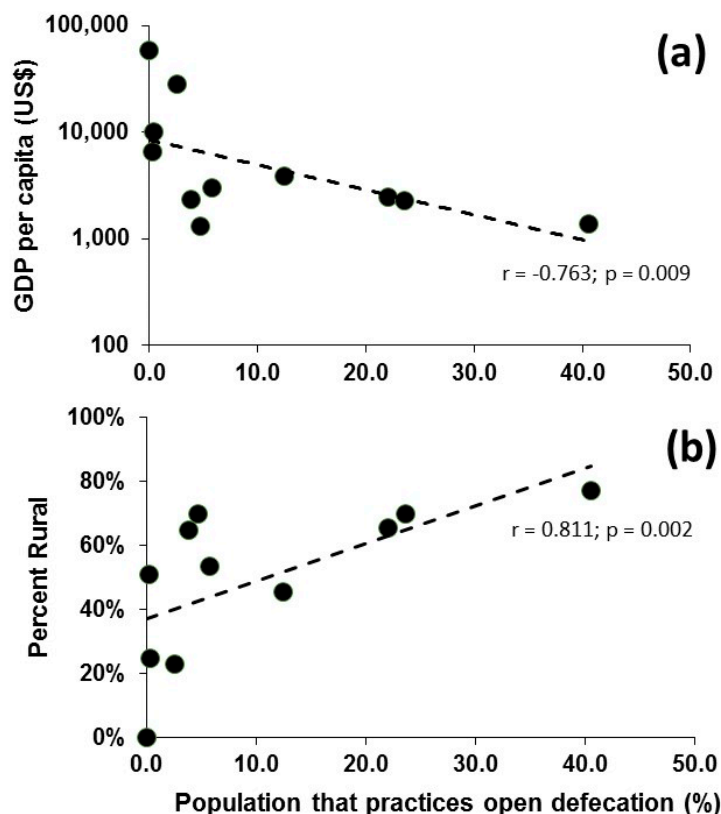 (a)
GDP per capita (US$)
100,000
10,000
1,000
100
r = -0.763; p = 0.009
0.0 10.0 20.0 30.0 40.0 50.0
(b)
Percent Rural
100%
80%
60%
40%
20%
0%
r = 0.811; p = 0.002
0.0 10.0 20.0 30.0 40.0 50.0
Population that practices open defecation (%)